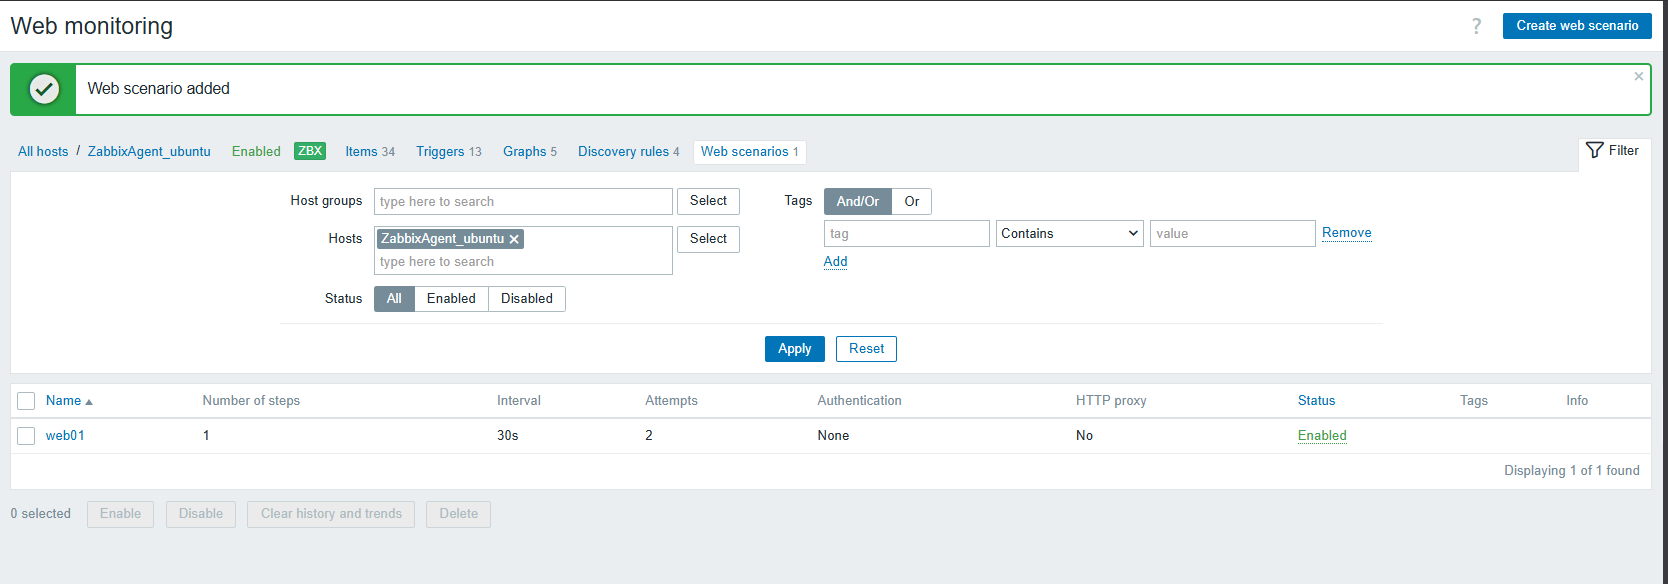 Web monitoring
? Create web scenario
Web scenario added
All hosts / ZabbixAgent_ubuntu Enabled ZBX Items 34 Triggers 13 Graphs 5 Discovery rules 4 Web scenarios 1 Filter
Host groups type here to search Select Tags And/Or Or
Hosts ZabbixAgent_ubuntu Select tag Contains value Remove
type here to search Add
Status All Enabled Disabled
Apply Reset
Name Number of steps Interval Attempts Authentication HTTP proxy Status Tags Info
web01 1 30s 2 None No Enabled
Displaying 1 of 1 found
0 selected Enable Disable Clear history and trends Delete